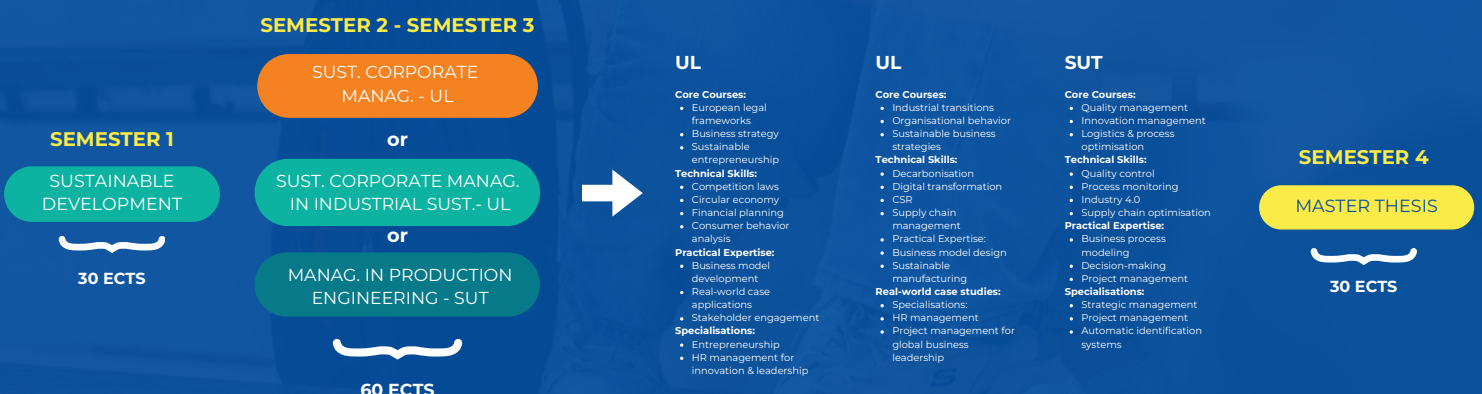 SEMESTER 1
SUSTAINABLE
DEVELOPMENT
30 ECTS
SEMESTER 2 - SEMESTER 3
SUST. CORPORATE
MANAG. - UL
or
SUST. CORPORATE MANAG.
IN INDUSTRIAL SUST.- UL
or
MANAG. IN PRODUCTION
ENGINEERING - SUT
60 ECTS
UL
Core Courses:
• European legal
frameworks
• Business strategy
• Sustainable
entrepreneurship
Technical Skills:
• Competition laws
• Circular economy
• Financial planning
• Consumer behavior
analysis
Practical Expertise:
• Business model
development
• Real-world case
applications
• Stakeholder engagement
Specialisations:
• Entrepreneurship
• HR management for
innovation & leadership
UL
Core Courses:
• Industrial transitions
• Organisational behavior
• Sustainable business
strategies
Technical Skills:
• Decarbonisation
• Digital transformation
• CSR
• Supply chain
management
• Practical Expertise:
• Business model design
• Sustainable
manufacturing
Real-world case studies:
• Specialisations:
• HR management
• Project management for
global business
leadership
SUT
Core Courses:
• Quality management
• Innovation management
• Logistics & process
optimisation
Technical Skills:
• Quality control
• Process monitoring
• Industry 4.0
• Supply chain optimisation
Practical Expertise:
• Business process
modeling
• Decision-making
• Project management
Specialisations:
• Strategic management
• Project management
• Automatic identification
systems
SEMESTER 4
MASTER THESIS
30 ECTS